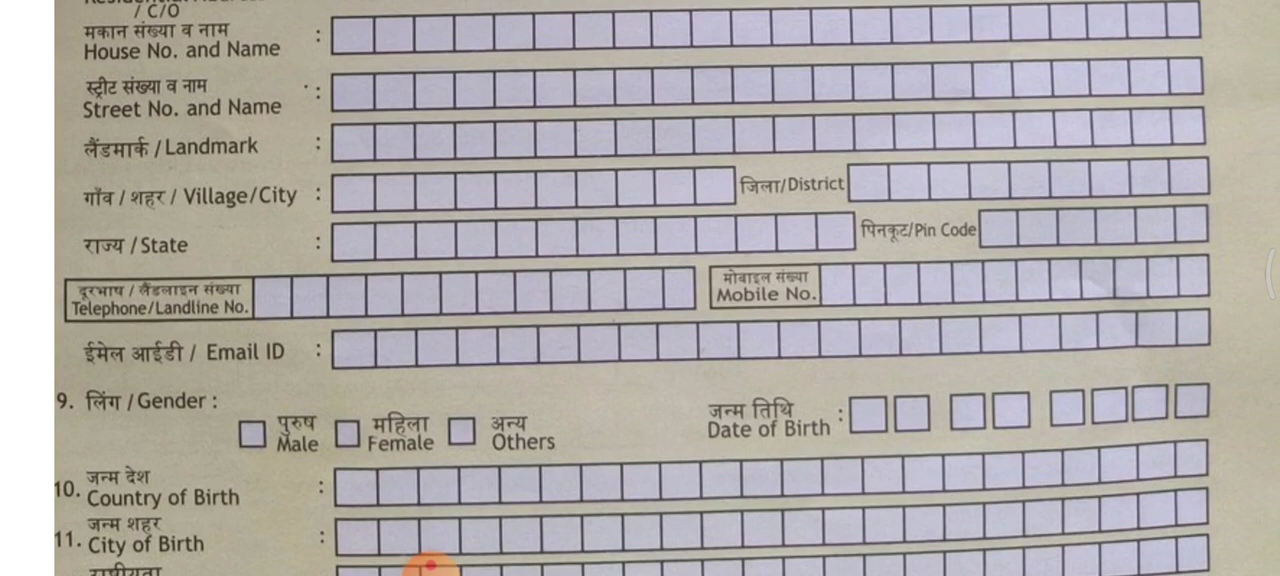 / C/O
मकान संख्या व नाम :
House No. and Name
स्ट्रीट संख्या व नाम :
Street No. and Name
लैंडमार्क / Landmark :
गाँव / शहर / Village/City : जिला/District
राज्य /State : पिनकूट/Pin Code
दूरभाष / लैंडलाइन संख्या मोबाइल संख्या
Telephone/Landline No. Mobile No.
ईमेल आईडी / Email ID :
9. लिंग /Gender :
पुरुष महिला अन्य जन्म तिथि :
Male Female Others Date of Birth
जन्म देश
10. Country of Birth :
जन्म शहर
11. City of Birth :